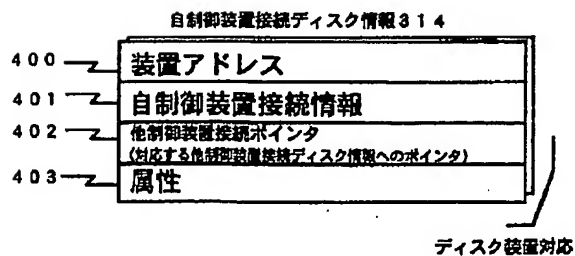 自制御装置接続ディスク情報314
400 装置アドレス
401 自制御装置接続情報
402 他制御装置接続ポインタ
(対応する他制御装置接続ディスク情報へのポインタ)
403 属性
ディスク装置対応